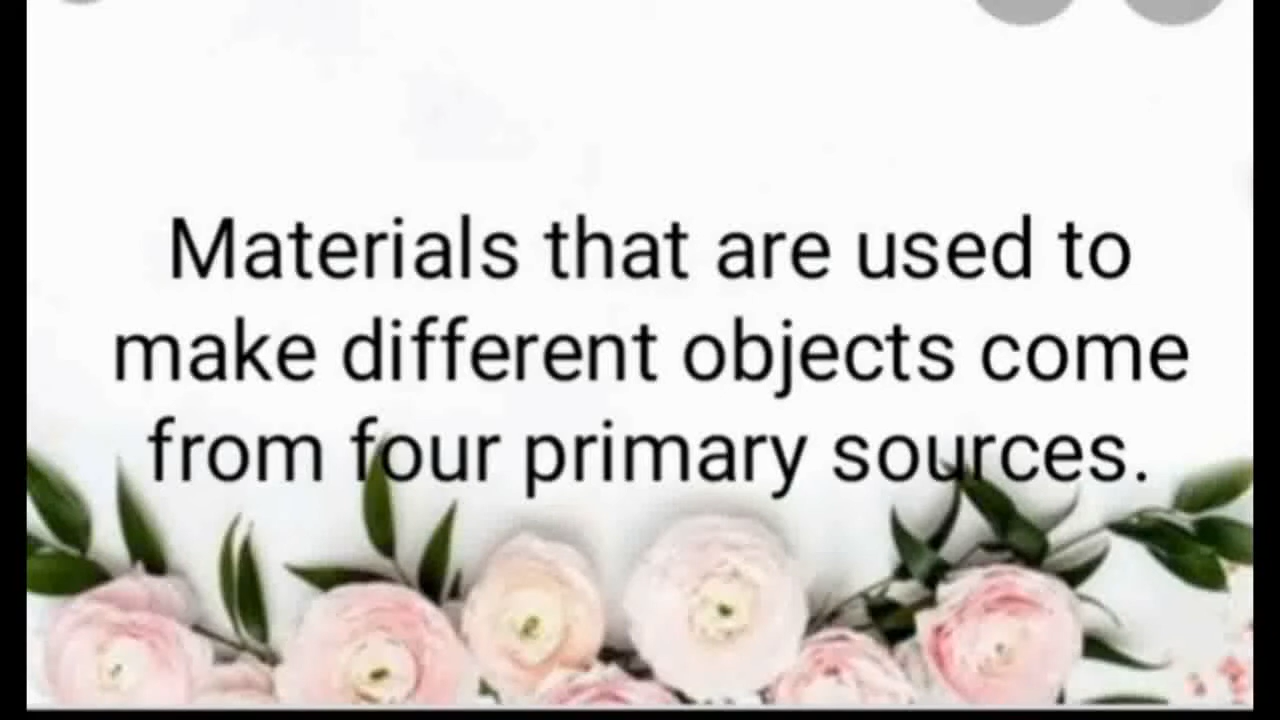 Materials that are used to
make different objects come
from four primary sources.